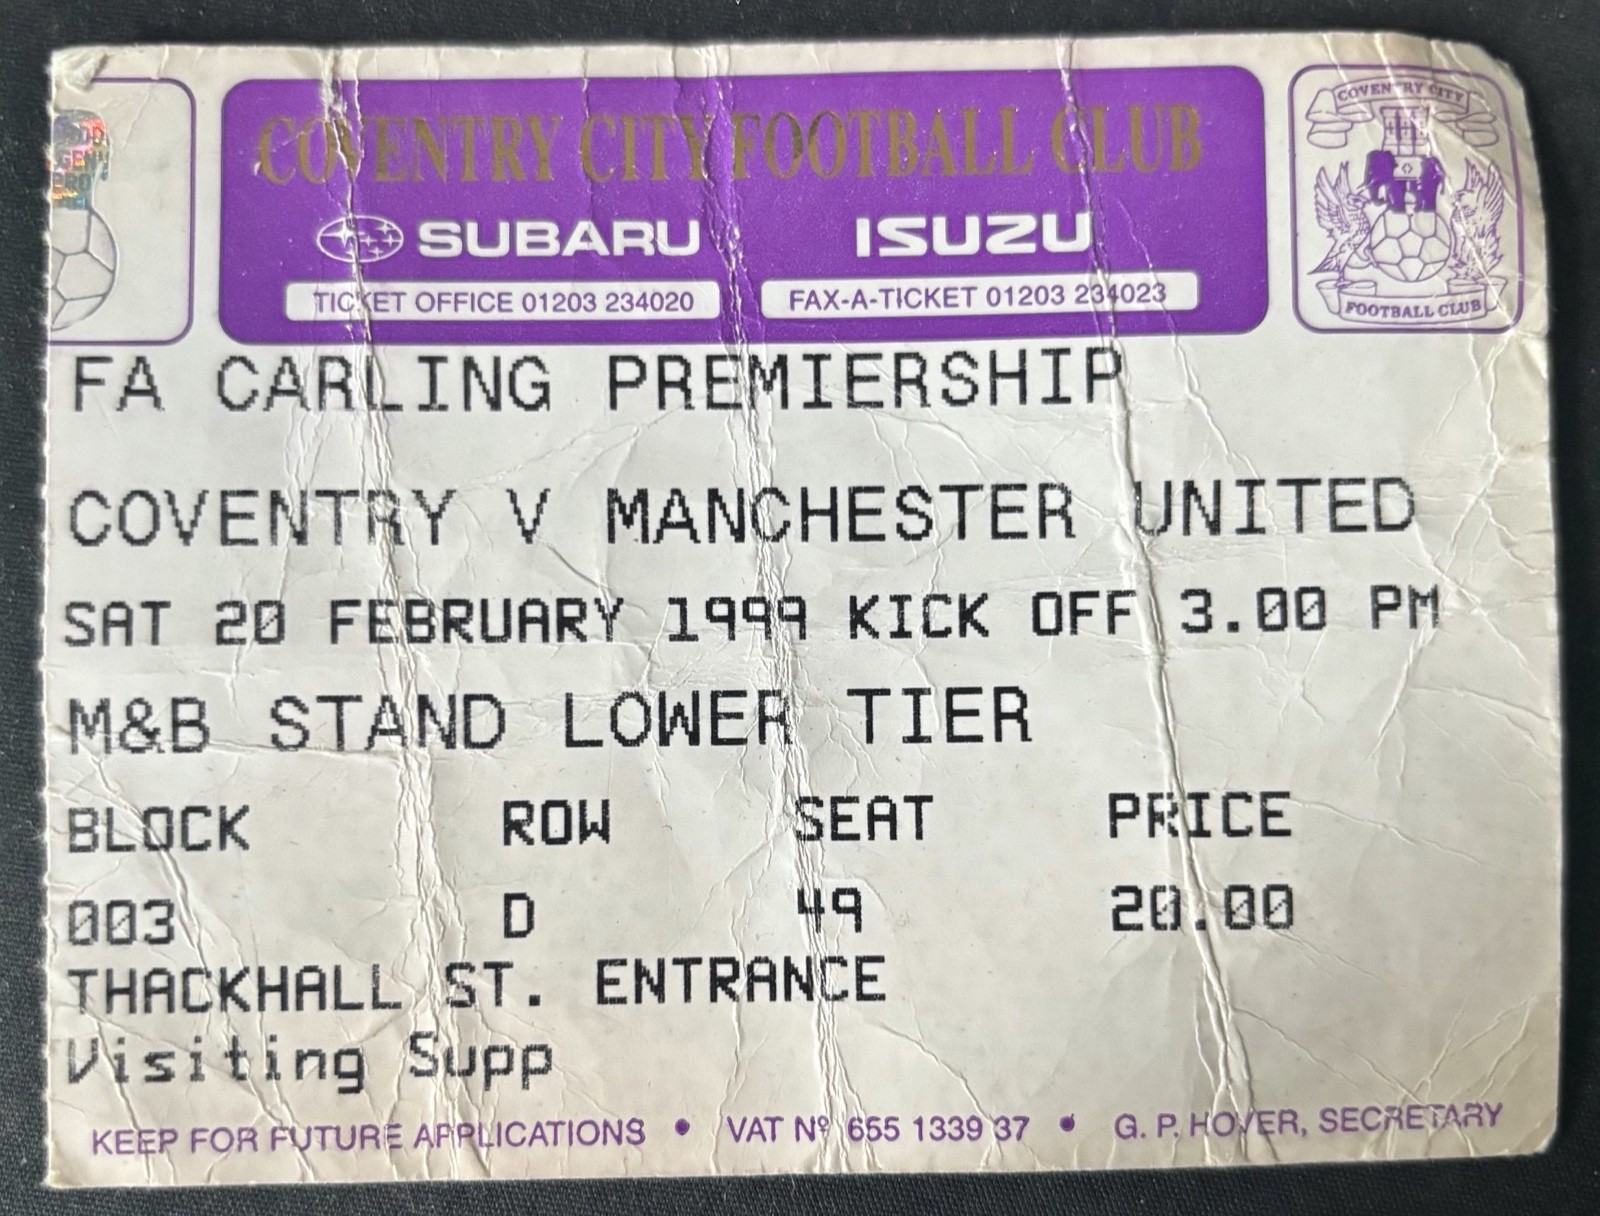 COVENTRY CITY FOOTBALL CLUB
SUBARU ISUZU
TICKET OFFICE 01203 234020 FAX-A-TICKET 01203 234023
COVENTRY CITY
FOOTBALL CLUB
FA CARLING PREMIERSHIP
COVENTRY V MANCHESTER UNITED
SAT 20 FEBRUARY 1999 KICK OFF 3.00 PM
M&B STAND LOWER TIER
BLOCK ROW SEAT PRICE
003 D 49 20.00
THACKHALL ST. ENTRANCE
Visiting Supp
KEEP FOR FUTURE APPLICATIONS • VAT Nº 655 1339 37 • G. P. HOVER, SECRETARY